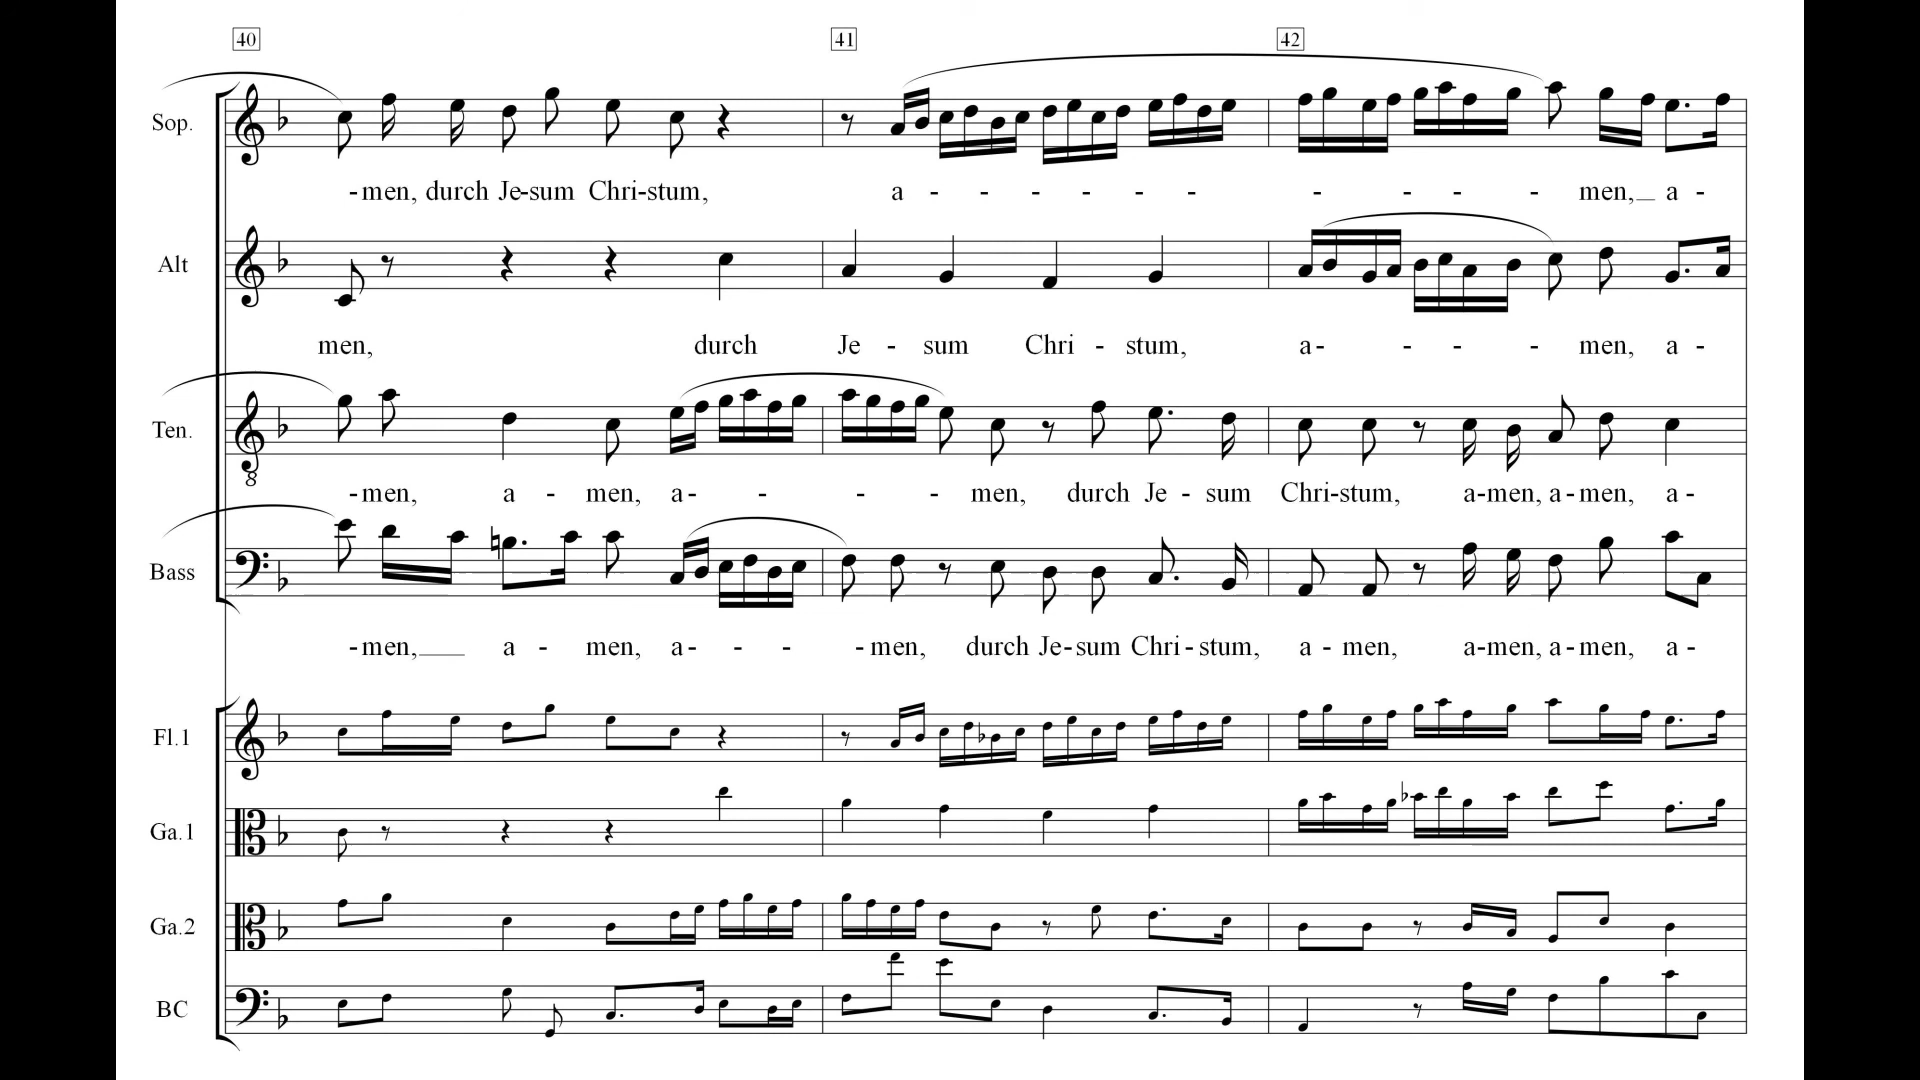 40 41 42
Sop.
-men, durch Je-sum Chri-stum, a - - - - - - - - - - men, a -
Alt
men, durch Je - sum Chri - stum, a - - - - men, a -
Ten.
8
-men, a - men, a - - - - men, durch Je - sum Chri-stum, a-men, a-men, a -
Bass
-men, a - men, a - - - - men, durch Je-sum Chri-stum, a - men, a-men, a-men, a -
Fl.1
Ga.1
Ga.2
BC